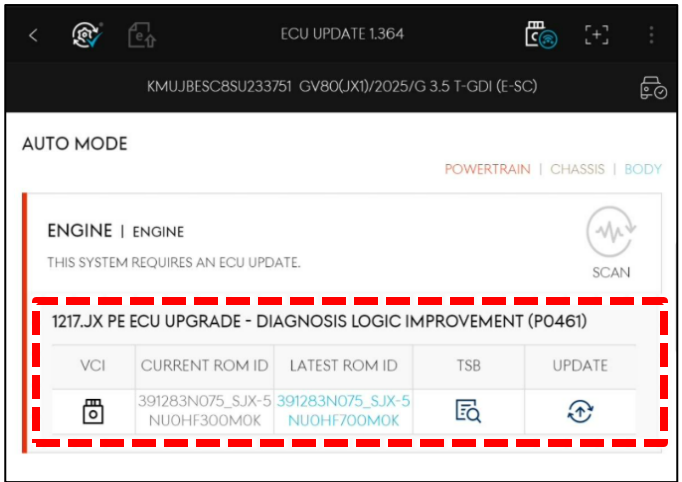 ECU UPDATE 1.364
KMUJBESC8SU233751 GV80(JX1)/2025/G 3.5 T-GDI (E-SC)
AUTO MODE
POWERTRAIN | CHASSIS | BODY
ENGINE | ENGINE
THIS SYSTEM REQUIRES AN ECU UPDATE.
SCAN
1217.JX PE ECU UPGRADE - DIAGNOSIS LOGIC IMPROVEMENT (P0461)
VCI CURRENT ROM ID LATEST ROM ID TSB UPDATE
391283N075_SJX-5 391283N075_SJX-5
NU0HF300M0K NU0HF700M0K